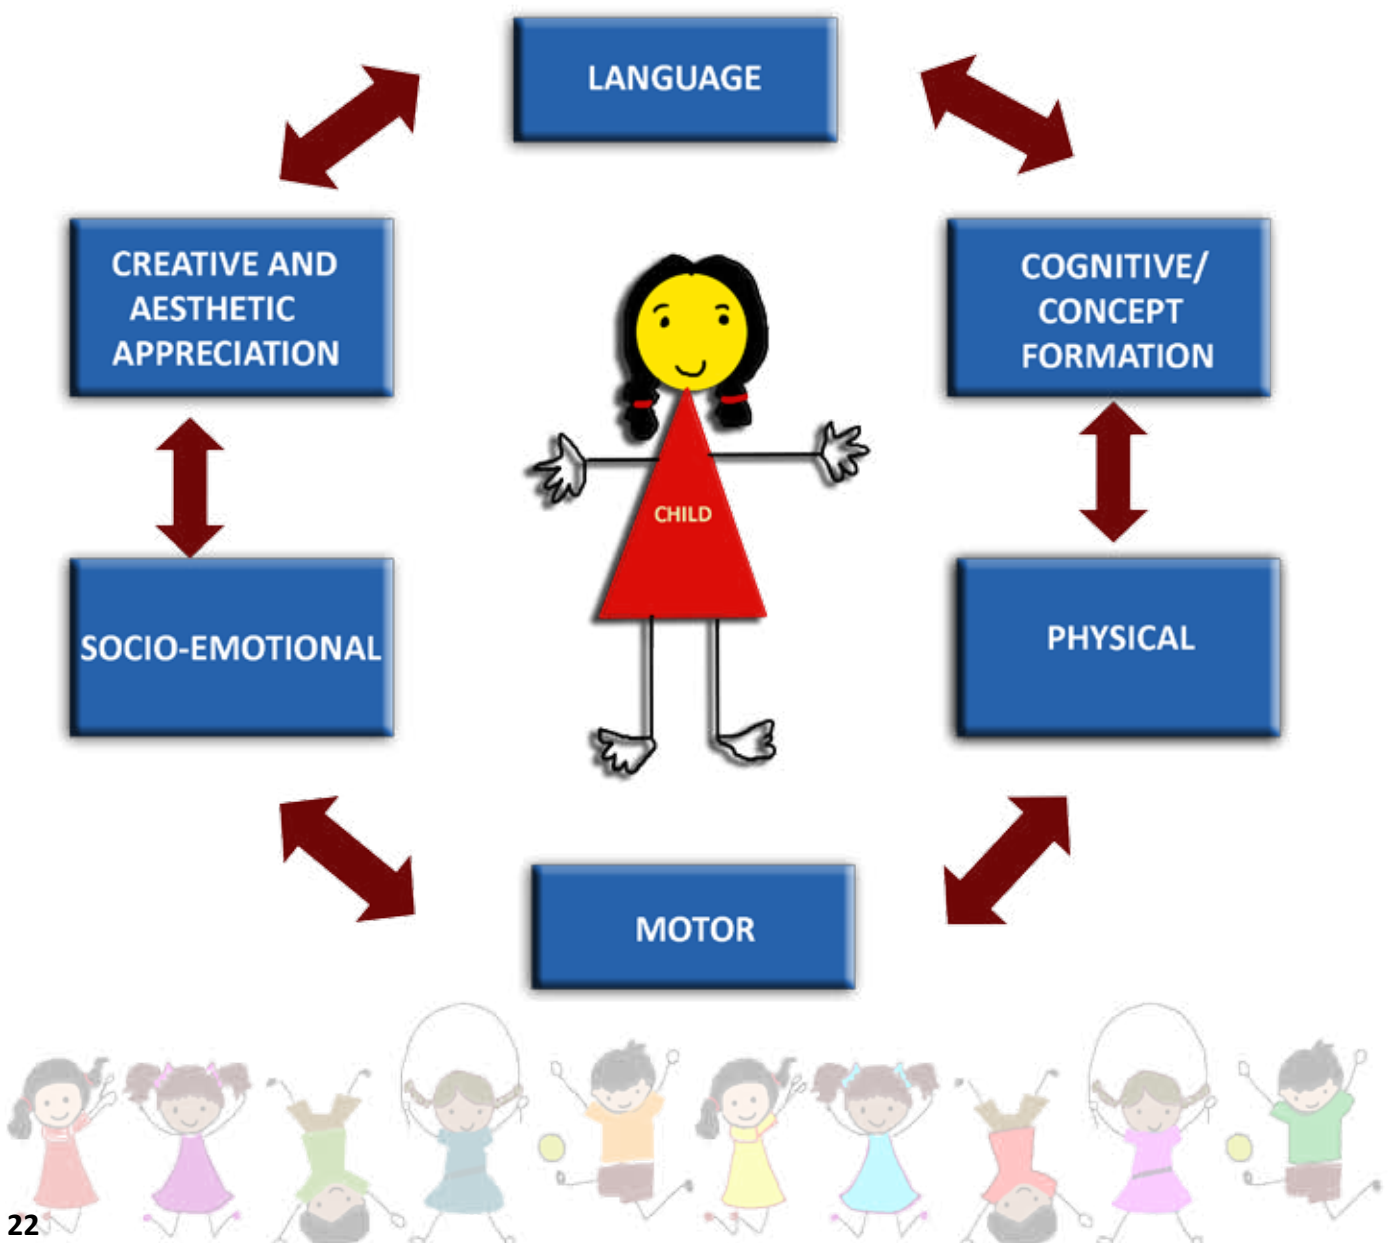 LANGUAGE
CREATIVE AND
AESTHETIC
APPRECIATION
COGNITIVE/
CONCEPT
FORMATION
CHILD
SOCIO-EMOTIONAL
PHYSICAL
MOTOR
22